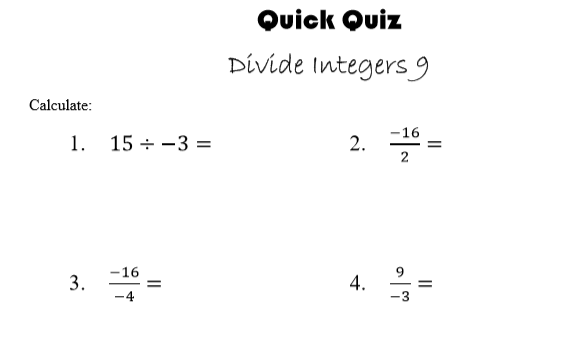 Quick Quiz
Divide Integers 9
Calculate:
1. 15 ÷ −3 =
2. −16/2 =
3. −16/−4 =
4. 9/−3 =